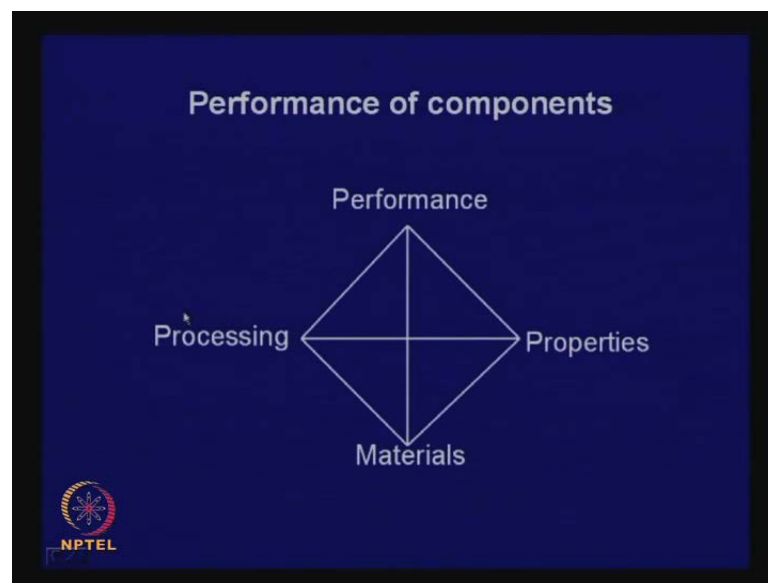 Performance of components
Performance
Processing
Properties
Materials
NPTEL